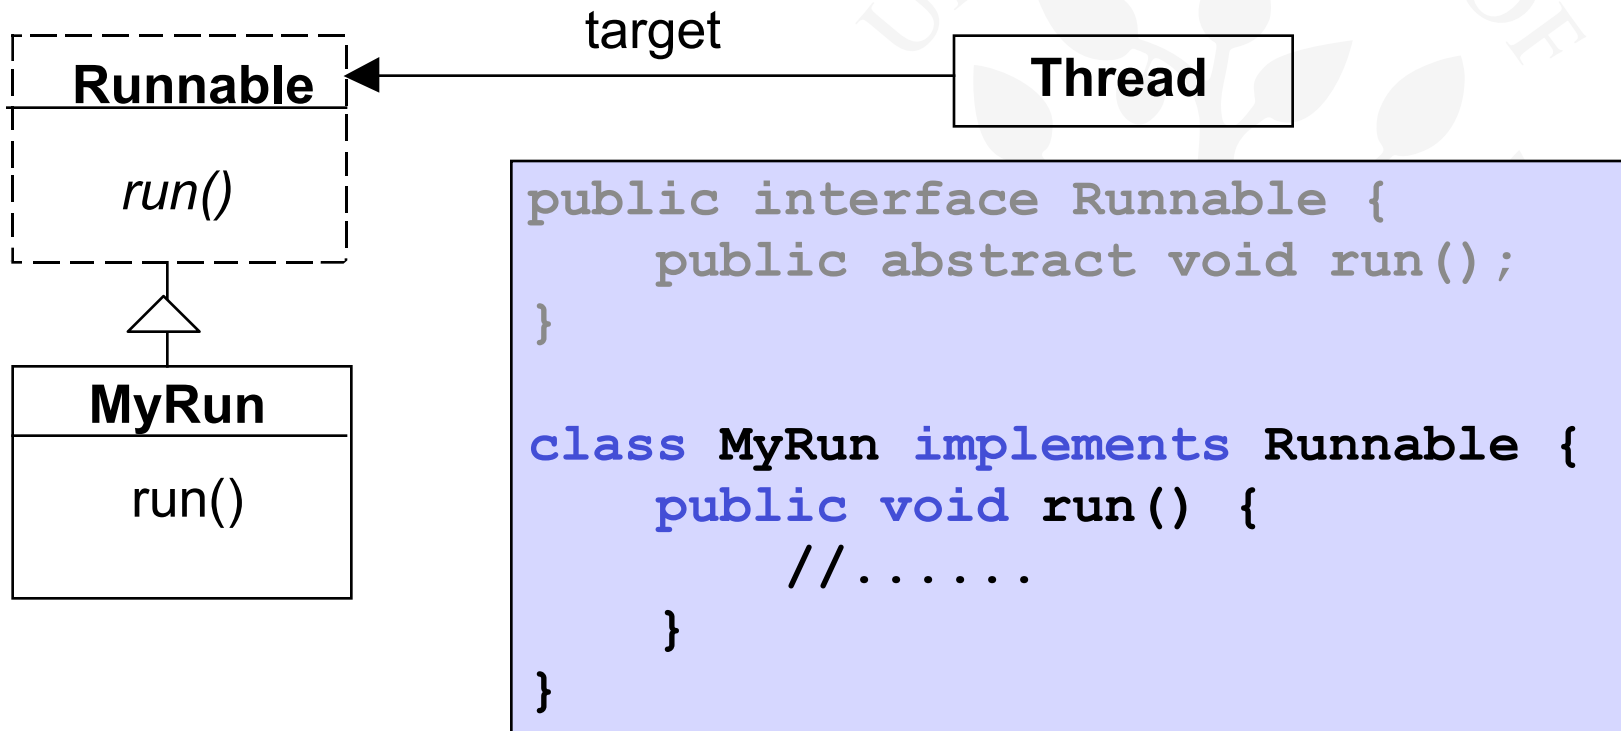 target
Runnable
Thread
run()
MyRun
run()
public interface Runnable {
    public abstract void run();
}
class MyRun implements Runnable {
    public void run() {
        //......
    }
}